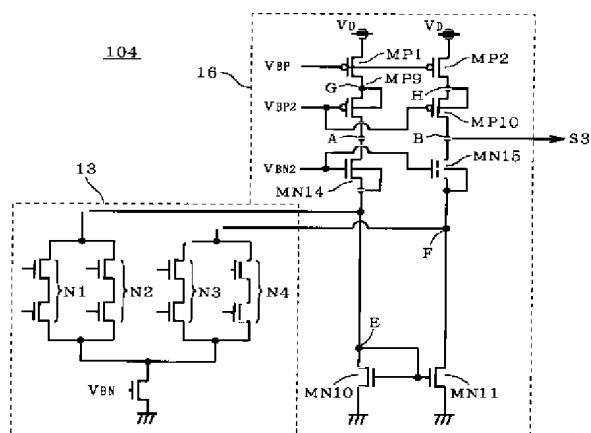 104
VD
VD
VBP
MP1
MP2
16
MP9
G
H
VBP2
MP10
A
B
S3
VBN2
MN15
MN14
13
F
N1
N2
N3
N4
E
VBN
MN10
MN11